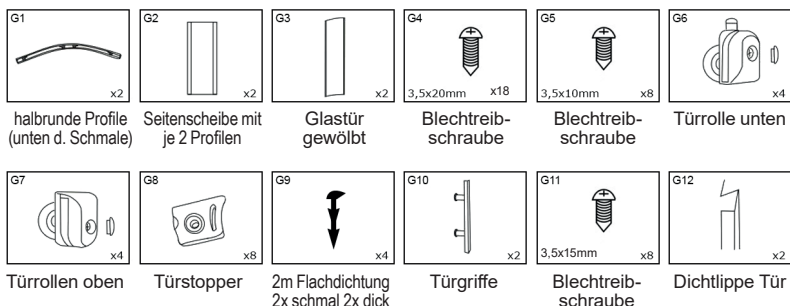 G1
x2
halbrunde Profile
(unten d. Schmale)
G2
x2
Seitenscheibe mit
je 2 Profilen
G3
x2
Glastür
gewölbt
G4
3,5x20mm x18
Blechtreib-
schraube
G5
3,5x10mm x8
Blechtreib-
schraube
G6
x4
Türrolle unten
G7
x4
Türrollen oben
G8
x8
Türstopper
G9
x4
2m Flachdichtung
2x schmal 2x dick
G10
x2
Türgriffe
G11
3,5x15mm x8
Blechtreib-
schraube
G12
x2
Dichtlippe Tür